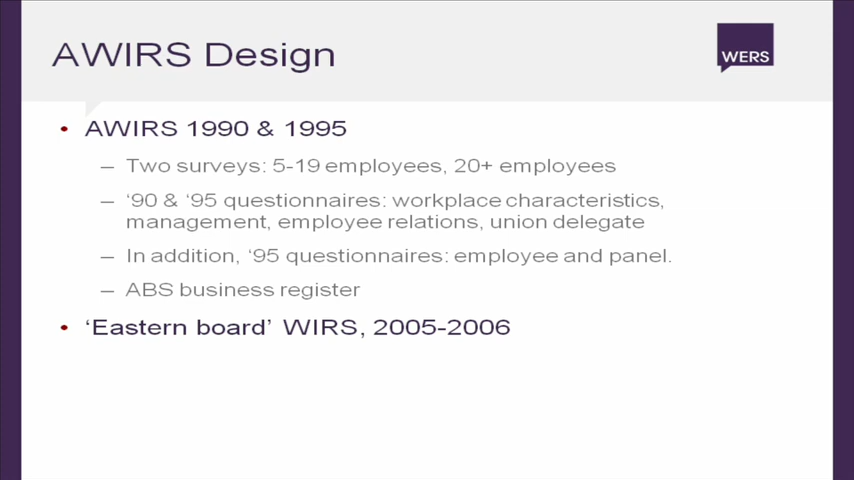 AWIRS Design
WERS
• AWIRS 1990 & 1995
– Two surveys: 5-19 employees, 20+ employees
– ‘90 & ‘95 questionnaires: workplace characteristics,
management, employee relations, union delegate
– In addition, ‘95 questionnaires: employee and panel.
– ABS business register
• ‘Eastern board’ WIRS, 2005-2006